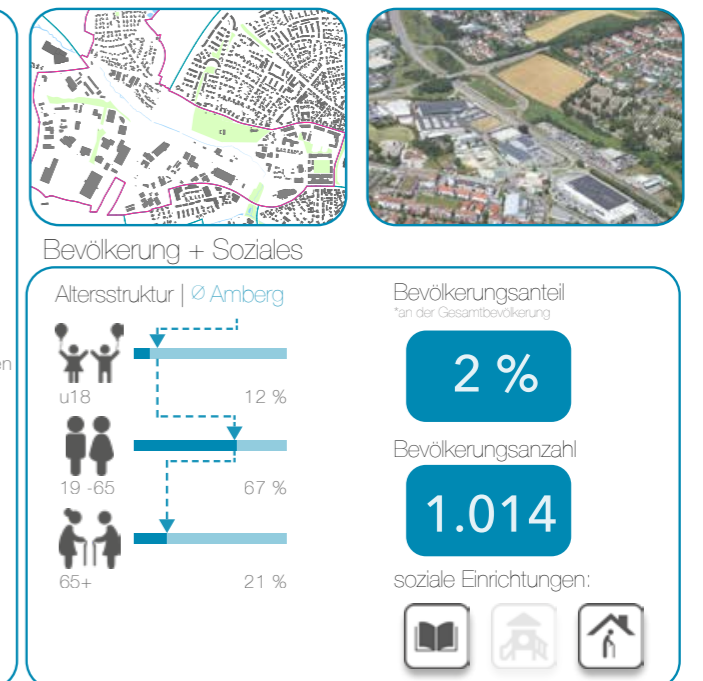 en
Bevölkerung + Soziales
Altersstruktur | Ø Amberg
u18 12 %
19 -65 67 %
65+ 21 %
Bevölkerungsanteil
*an der Gesamtbevölkerung
2 %
Bevölkerungsanzahl
1.014
soziale Einrichtungen: